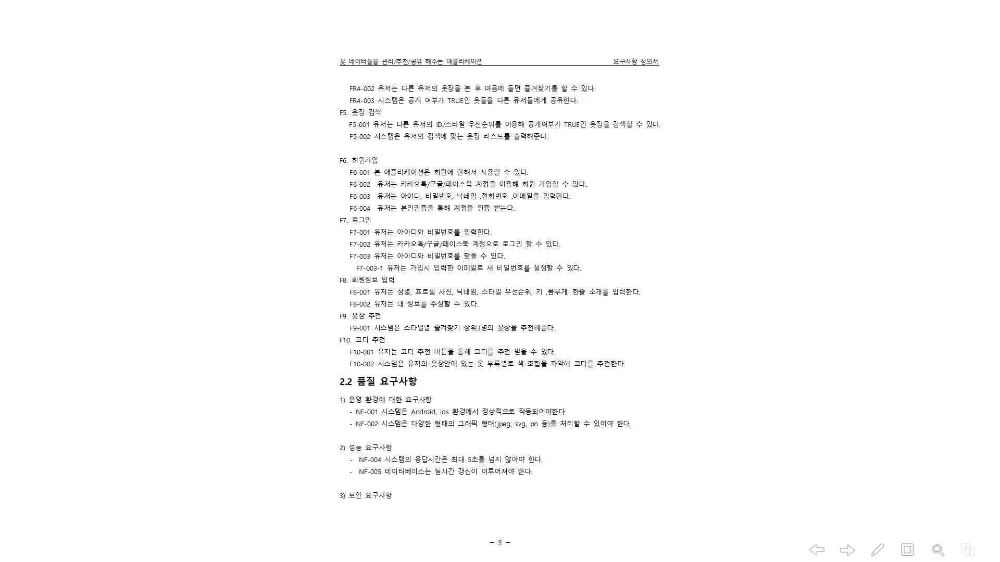 옷 데이터들을 관리/추천/공유 해주는 애플리케이션 요구사항 정의서
FR4-002 유저는 다른 유저의 옷장을 본 후 마음에 들면 즐겨찾기를 할 수 있다.
FR4-003 시스템은 공개 여부가 TRUE인 옷들을 다른 유저들에게 공유한다.
F5. 옷장 검색
F5-001 유저는 다른 유저의 ID/스타일 우선순위를 이용해 공개여부가 TRUE인 옷장을 검색할 수 있다.
F5-002 시스템은 유저의 검색에 맞는 옷장 리스트를 출력해준다.
F6. 회원가입
F6-001 본 애플리케이션은 회원에 한해서 사용할 수 있다.
F6-002 유저는 카카오톡/구글/페이스북 계정을 이용해 회원 가입할 수 있다.
F6-003 유저는 아이디, 비밀번호, 닉네임 ,전화번호 ,이메일을 입력한다.
F6-004 유저는 본인인증을 통해 계정을 인증 받는다.
F7. 로그인
F7-001 유저는 아이디와 비밀번호를 입력한다.
F7-002 유저는 카카오톡/구글/페이스북 계정으로 로그인 할 수 있다.
F7-003 유저는 아이디와 비밀번호를 찾을 수 있다.
F7-003-1 유저는 가입시 입력한 이메일로 새 비밀번호를 설정할 수 있다.
F8. 회원정보 입력
F8-001 유저는 성별, 프로필 사진, 닉네임, 스타일 우선순위, 키 ,몸무게, 한줄 소개를 입력한다.
F8-002 유저는 내 정보를 수정할 수 있다.
F9. 옷장 추천
F9-001 시스템은 스타일별 즐겨찾기 상위3명의 옷장을 추천해준다.
F10. 코디 추천
F10-001 유저는 코디 추천 버튼을 통해 코디를 추천 받을 수 있다.
F10-002 시스템은 유저의 옷장안에 있는 옷 부류별로 색 조합을 파악해 코디를 추천한다.
2.2 품질 요구사항
1) 운영 환경에 대한 요구사항
- NF-001 시스템은 Android, ios 환경에서 정상적으로 작동되어야한다.
- NF-002 시스템은 다양한 형태의 그래픽 형태(jpeg, svg, pn 등)를 처리할 수 있어야 한다.
2) 성능 요구사항
- NF-004 시스템의 응답시간은 최대 5초를 넘지 않아야 한다.
- NF-005 데이터베이스는 실시간 갱신이 이루어져야 한다.
3) 보안 요구사항
- 3 -